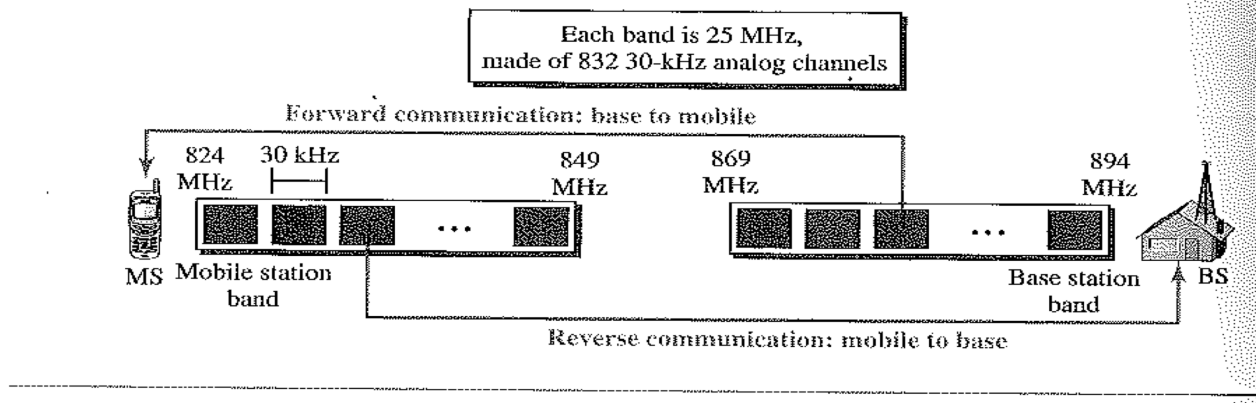 Each band is 25 MHz,
made of 832 30-kHz analog channels
Forward communication: base to mobile
824
MHz
30 kHz
849
MHz
869
MHz
894
MHz
...
...
MS
Mobile station
band
Base station
band
BS
Reverse communication: mobile to base